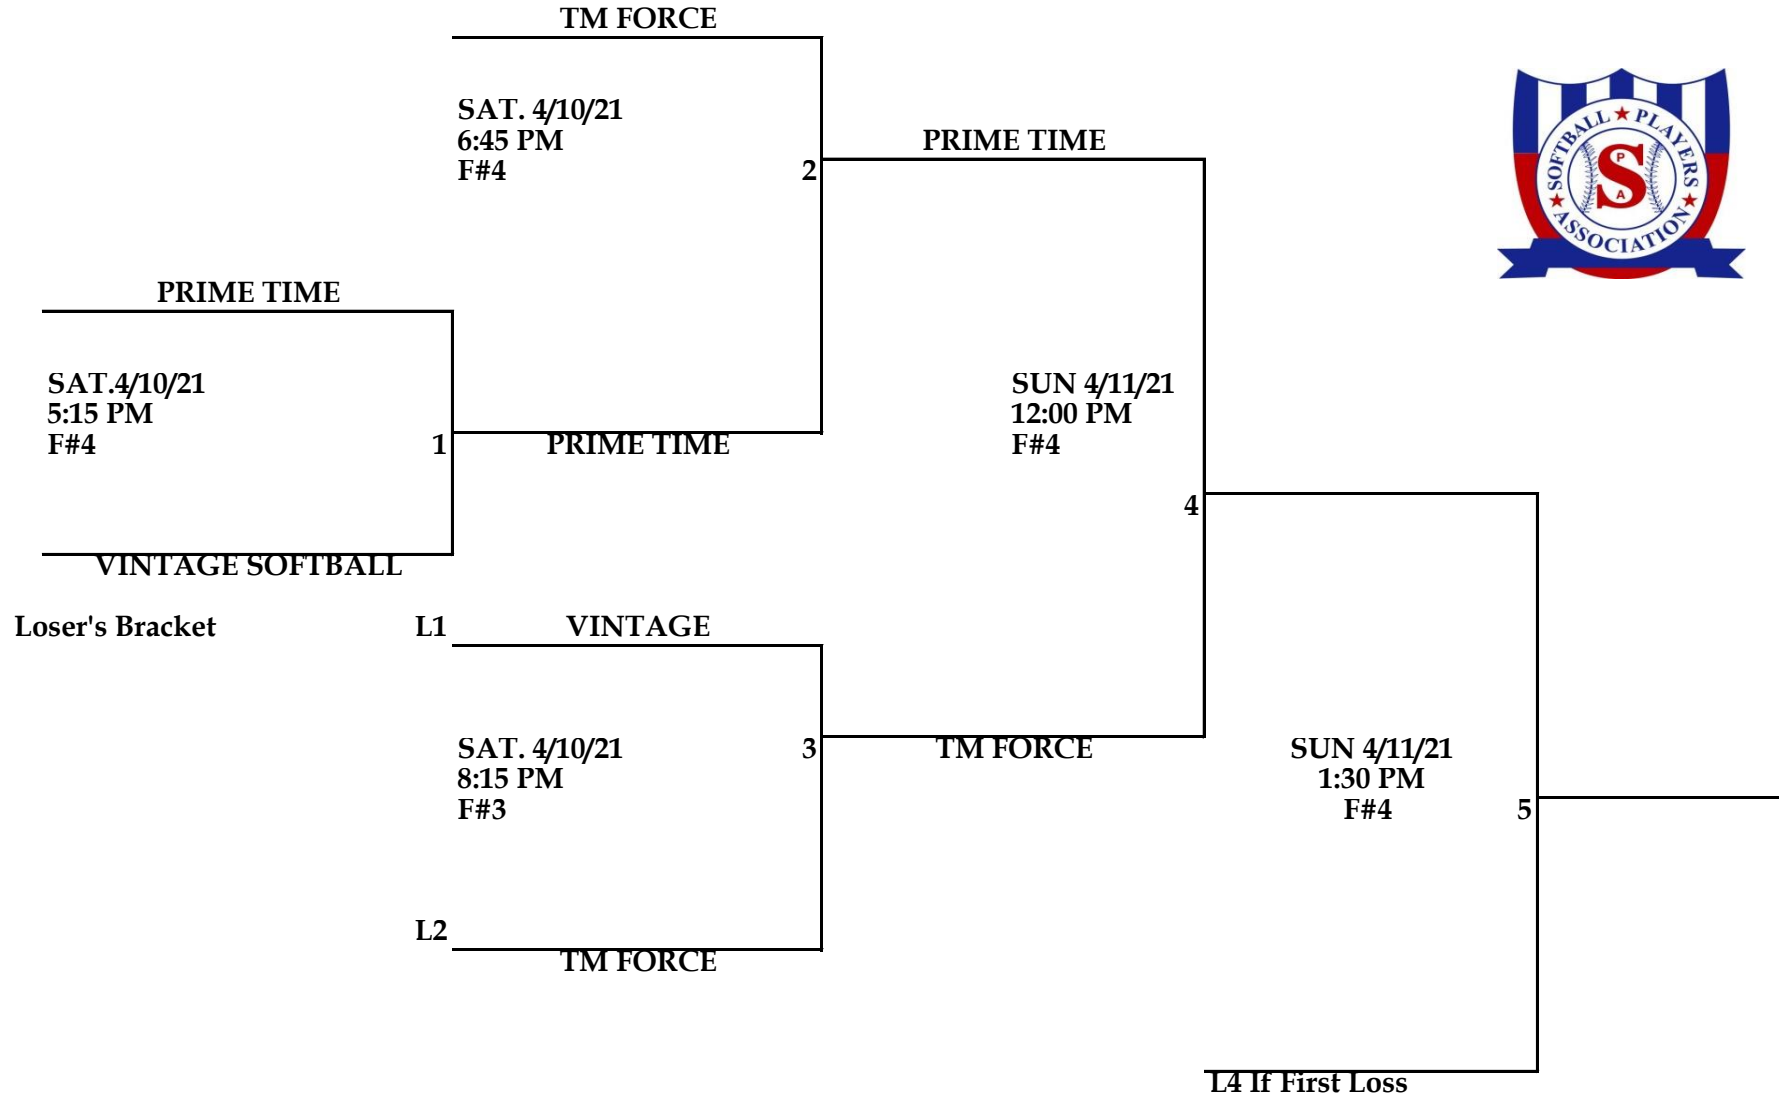 TM FORCE
SAT. 4/10/21
6:45 PM
F#4
2
PRIME TIME
SOFTBALL ★ PLAYERS ★ ASSOCIATION ★
S
P
A
PRIME TIME
SAT.4/10/21
5:15 PM
F#4
1
PRIME TIME
SUN 4/11/21
12:00 PM
F#4
4
VINTAGE SOFTBALL
Loser's Bracket
L1
VINTAGE
SAT. 4/10/21
8:15 PM
F#3
3
TM FORCE
SUN 4/11/21
1:30 PM
F#4
5
L2
TM FORCE
L4 If First Loss